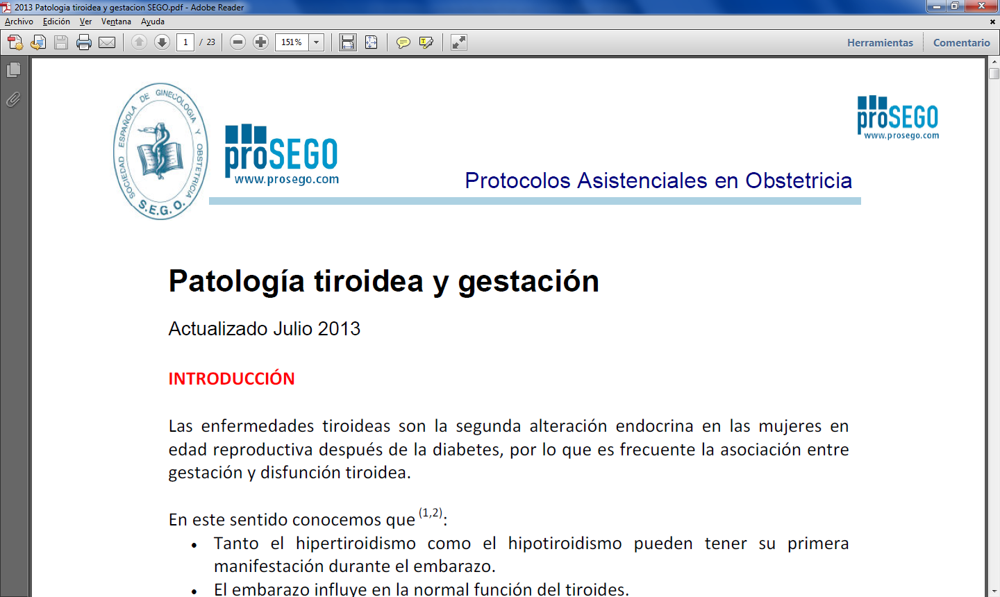 2013 Patologia tiroidea y gestacion SEGO.pdf - Adobe Reader
Archivo Edición Ver Ventana Ayuda
1 / 23 151% Herramientas Comentario
SOCIEDAD ESPAÑOLA DE GINECOLOGIA Y OBSTETRICIA
S.E.G.O.
proSEGO
www.prosego.com
proSEGO
www.prosego.com
Protocolos Asistenciales en Obstetricia
Patología tiroidea y gestación
Actualizado Julio 2013
INTRODUCCIÓN
Las enfermedades tiroideas son la segunda alteración endocrina en las mujeres en
edad reproductiva después de la diabetes, por lo que es frecuente la asociación entre
gestación y disfunción tiroidea.
En este sentido conocemos que (1,2):
• Tanto el hipertiroidismo como el hipotiroidismo pueden tener su primera
manifestación durante el embarazo.
• El embarazo influye en la normal función del tiroides.